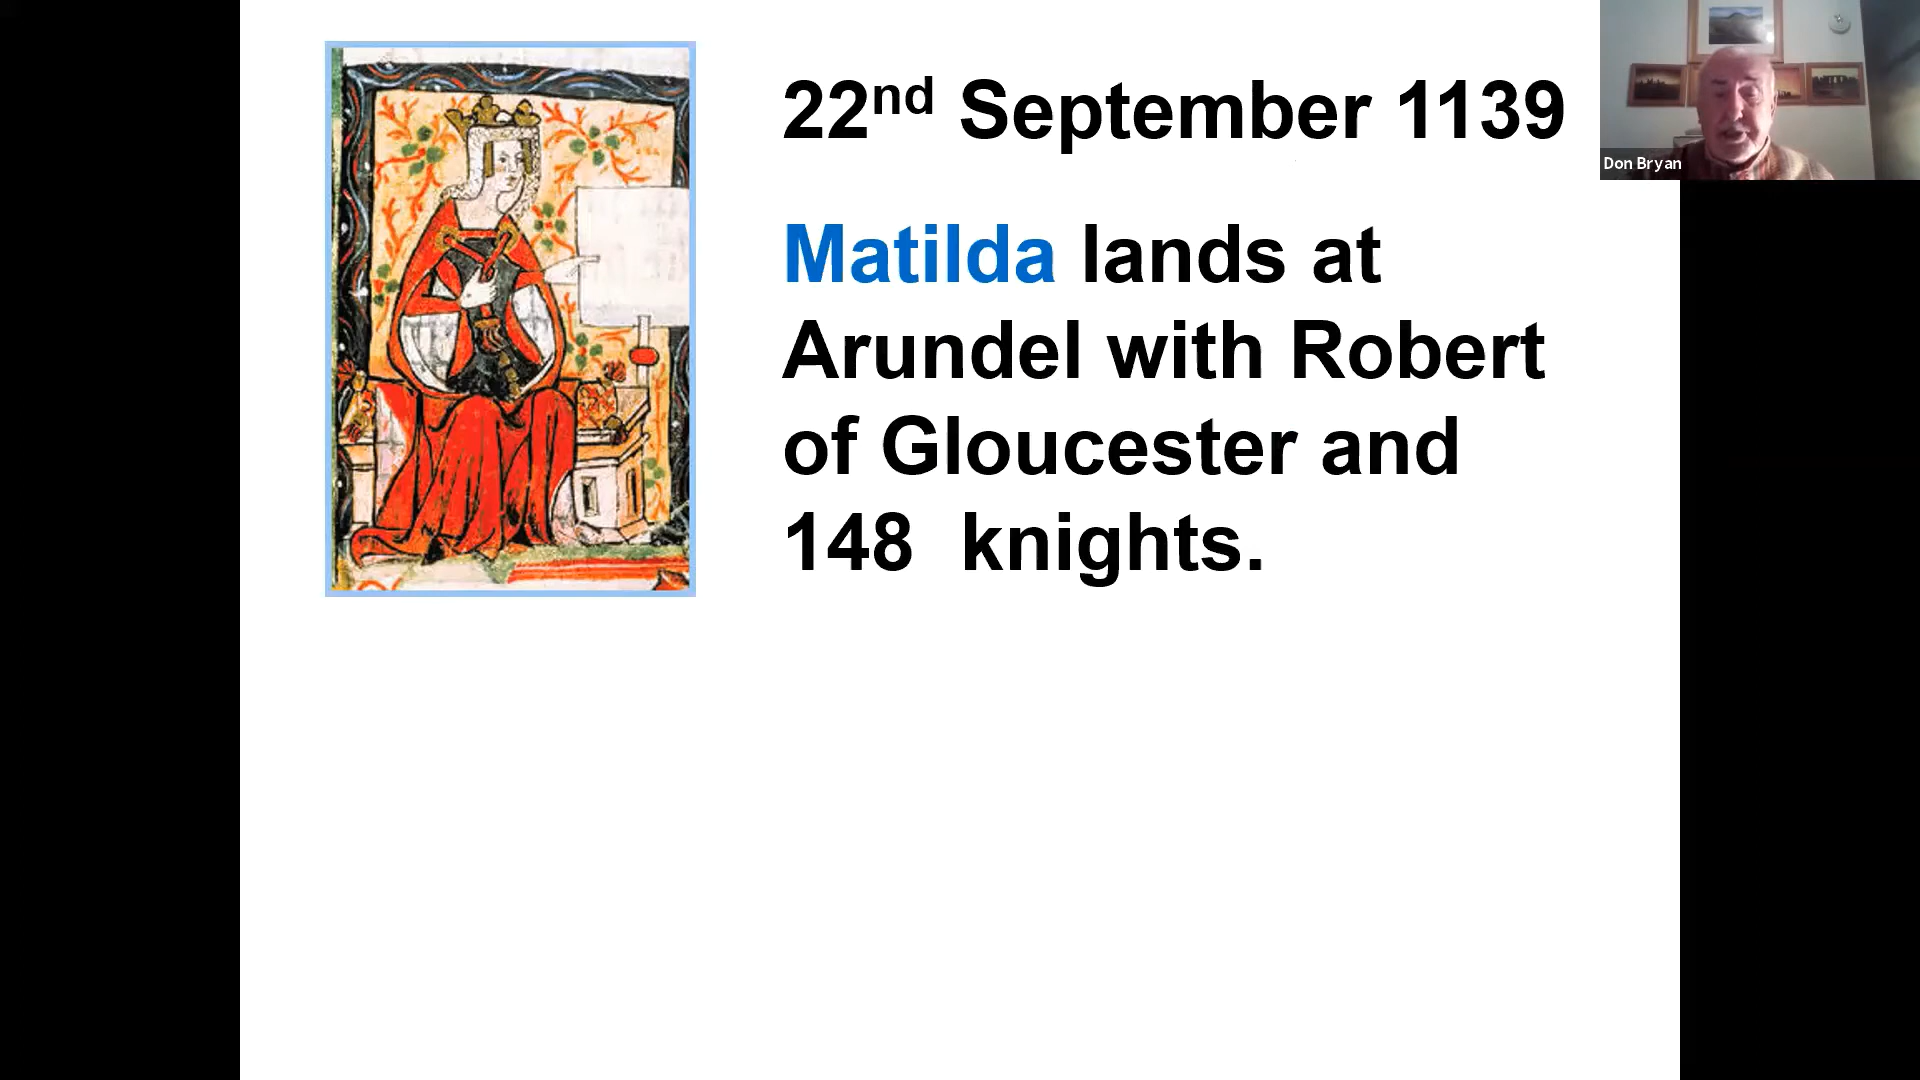 22nd September 1139
Matilda lands at
Arundel with Robert
of Gloucester and
148  knights.
Don Bryan